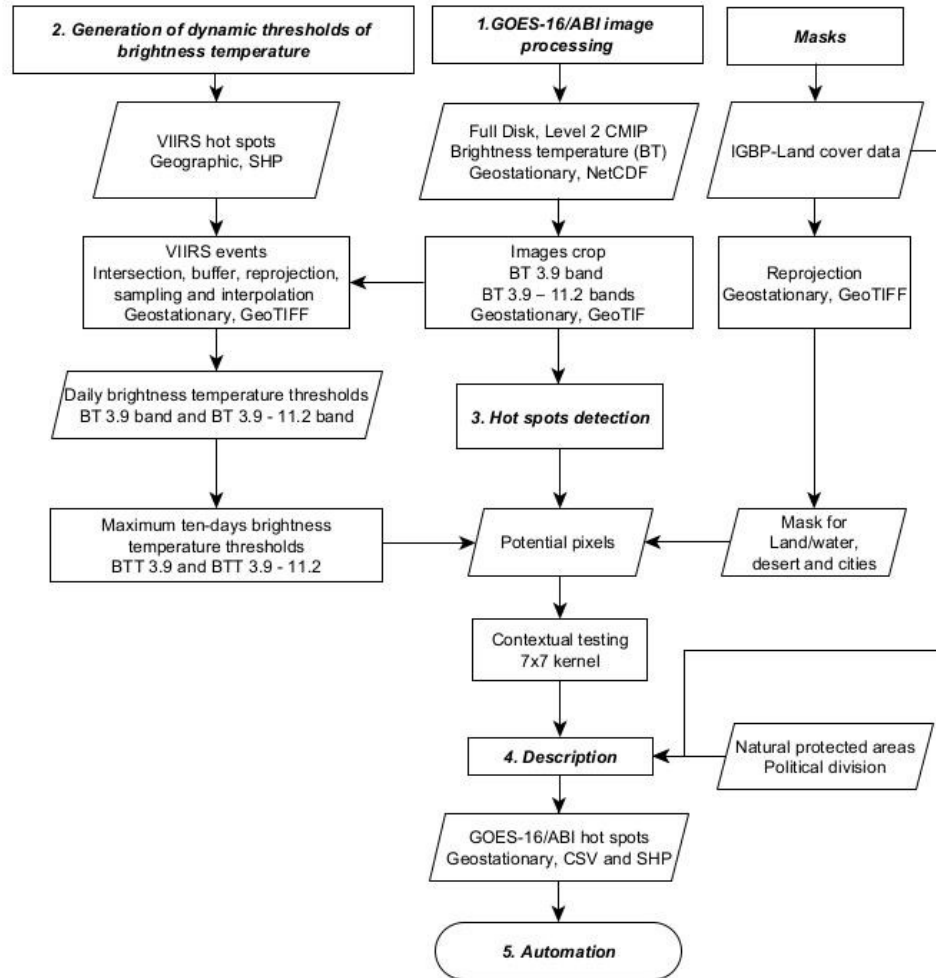 2. Generation of dynamic thresholds of
brightness temperature
1.GOES-16/ABI image
processing
Masks
VIIRS hot spots
Geographic, SHP
Full Disk, Level 2 CMIP
Brightness temperature (BT)
Geostationary, NetCDF
IGBP-Land cover data
VIIRS events
Intersection, buffer, reprojection,
sampling and interpolation
Geostationary, GeoTIFF
Images crop
BT 3.9 band
BT 3.9 – 11.2 bands
Geostationary, GeoTIF
Reprojection
Geostationary, GeoTIFF
Daily brightness temperature thresholds
BT 3.9 band and BT 3.9 - 11.2 band
3. Hot spots detection
Maximum ten-days brightness
temperature thresholds
BTT 3.9 and BTT 3.9 - 11.2
Potential pixels
Mask for
Land/water,
desert and cities
Contextual testing
7x7 kernel
4. Description
Natural protected areas
Political division
GOES-16/ABI hot spots
Geostationary, CSV and SHP
5. Automation